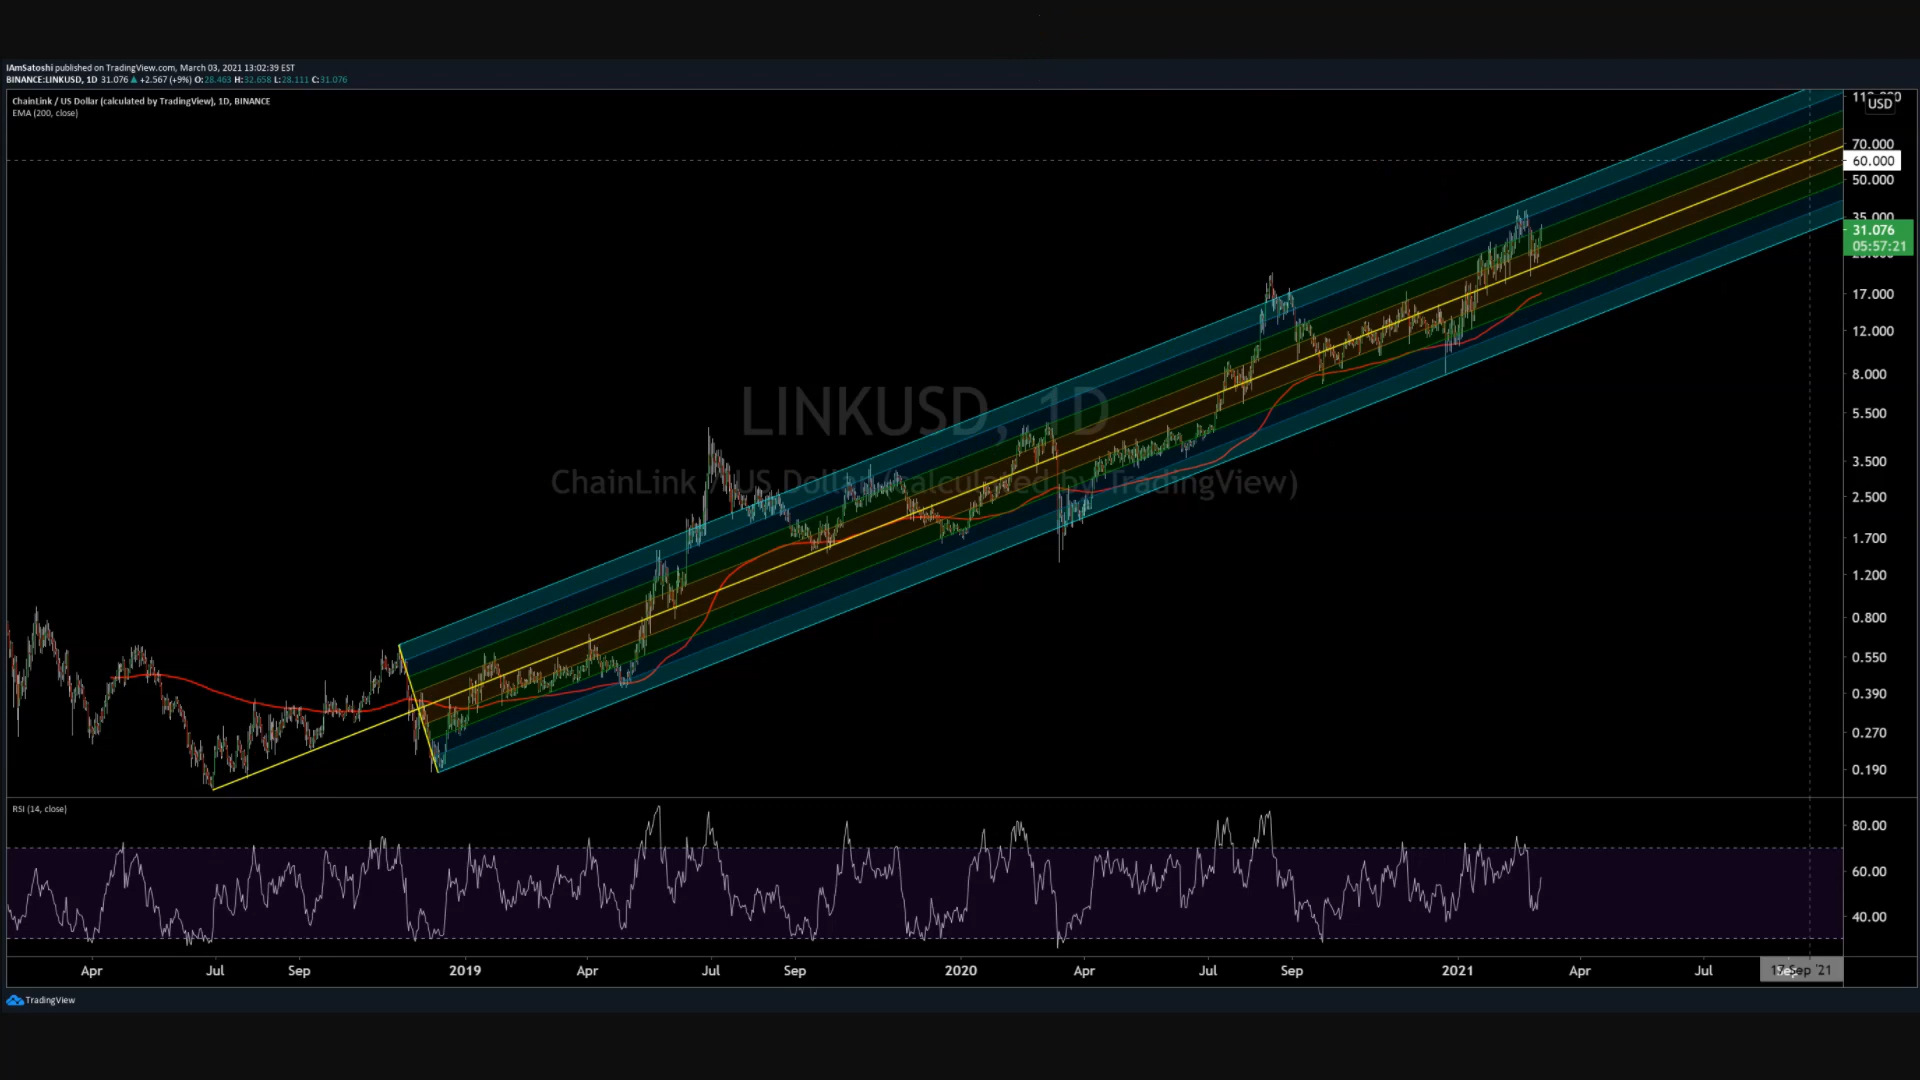 IAmSatoshi published on TradingView.com, March 03, 2021 13:02:39 EST
BINANCE:LINKUSD, 1D 31.076 ▲ +2.567 (+9%) O:28.463 H:32.658 L:28.111 C:31.076
ChainLink / US Dollar (calculated by TradingView), 1D, BINANCE
EMA (200, close)
USD
70.000
60.000
50.000
35.000
31.076
05:57:21
17.000
12.000
LINKUSD, 1D
8.000
5.500
ChainLink / US Dollar (calculated by TradingView)
3.500
2.500
1.700
1.200
0.800
0.550
0.390
0.270
0.190
RSI (14, close)
80.00
60.00
40.00
Apr Jul Sep 2019 Apr Jul Sep 2020 Apr Jul Sep 2021 Apr Jul 17 Sep '21
TradingView